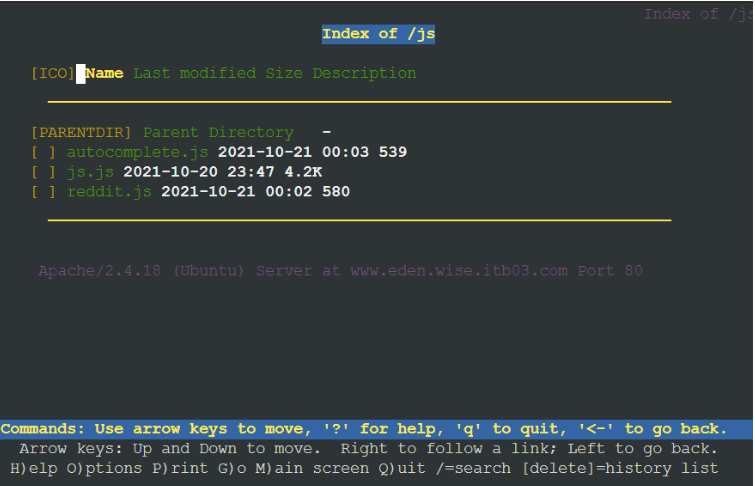 Index of /js
Index of /js
[ICO] Name Last modified Size Description
[PARENTDIR] Parent Directory -
[ ] autocomplete.js 2021-10-21 00:03 539
[ ] js.js 2021-10-20 23:47 4.2K
[ ] reddit.js 2021-10-21 00:02 580
Apache/2.4.18 (Ubuntu) Server at www.eden.wise.itb03.com Port 80
Commands: Use arrow keys to move, '?' for help, 'q' to quit, '<-' to go back.
Arrow keys: Up and Down to move. Right to follow a link; Left to go back.
H)elp O)ptions P)rint G)o M)ain screen Q)uit /=search [delete]=history list